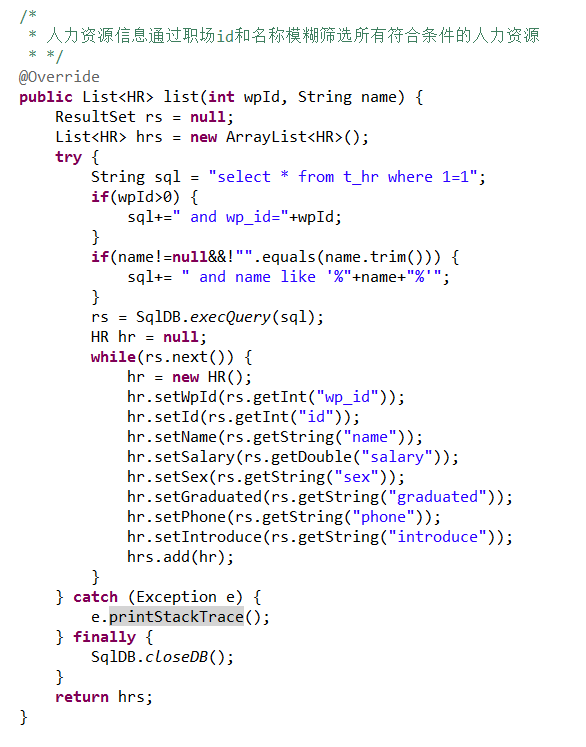 /*
 * 人力资源信息通过职场id和名称模糊筛选所有符合条件的人力资源
 * */
@Override
public List<HR> list(int wpId, String name) {
    ResultSet rs = null;
    List<HR> hrs = new ArrayList<HR>();
    try {
        String sql = "select * from t_hr where 1=1";
        if(wpId>0) {
            sql+=" and wp_id="+wpId;
        }
        if(name!=null&&!"".equals(name.trim())) {
            sql+= " and name like '%"+name+"%'";
        }
        rs = SqlDB.execQuery(sql);
        HR hr = null;
        while(rs.next()) {
            hr = new HR();
            hr.setWpId(rs.getInt("wp_id"));
            hr.setId(rs.getInt("id"));
            hr.setName(rs.getString("name"));
            hr.setSalary(rs.getDouble("salary"));
            hr.setSex(rs.getString("sex"));
            hr.setGraduated(rs.getString("graduated"));
            hr.setPhone(rs.getString("phone"));
            hr.setIntroduce(rs.getString("introduce"));
            hrs.add(hr);
        }
    } catch (Exception e) {
        e.printStackTrace();
    } finally {
        SqlDB.closeDB();
    }
    return hrs;
}